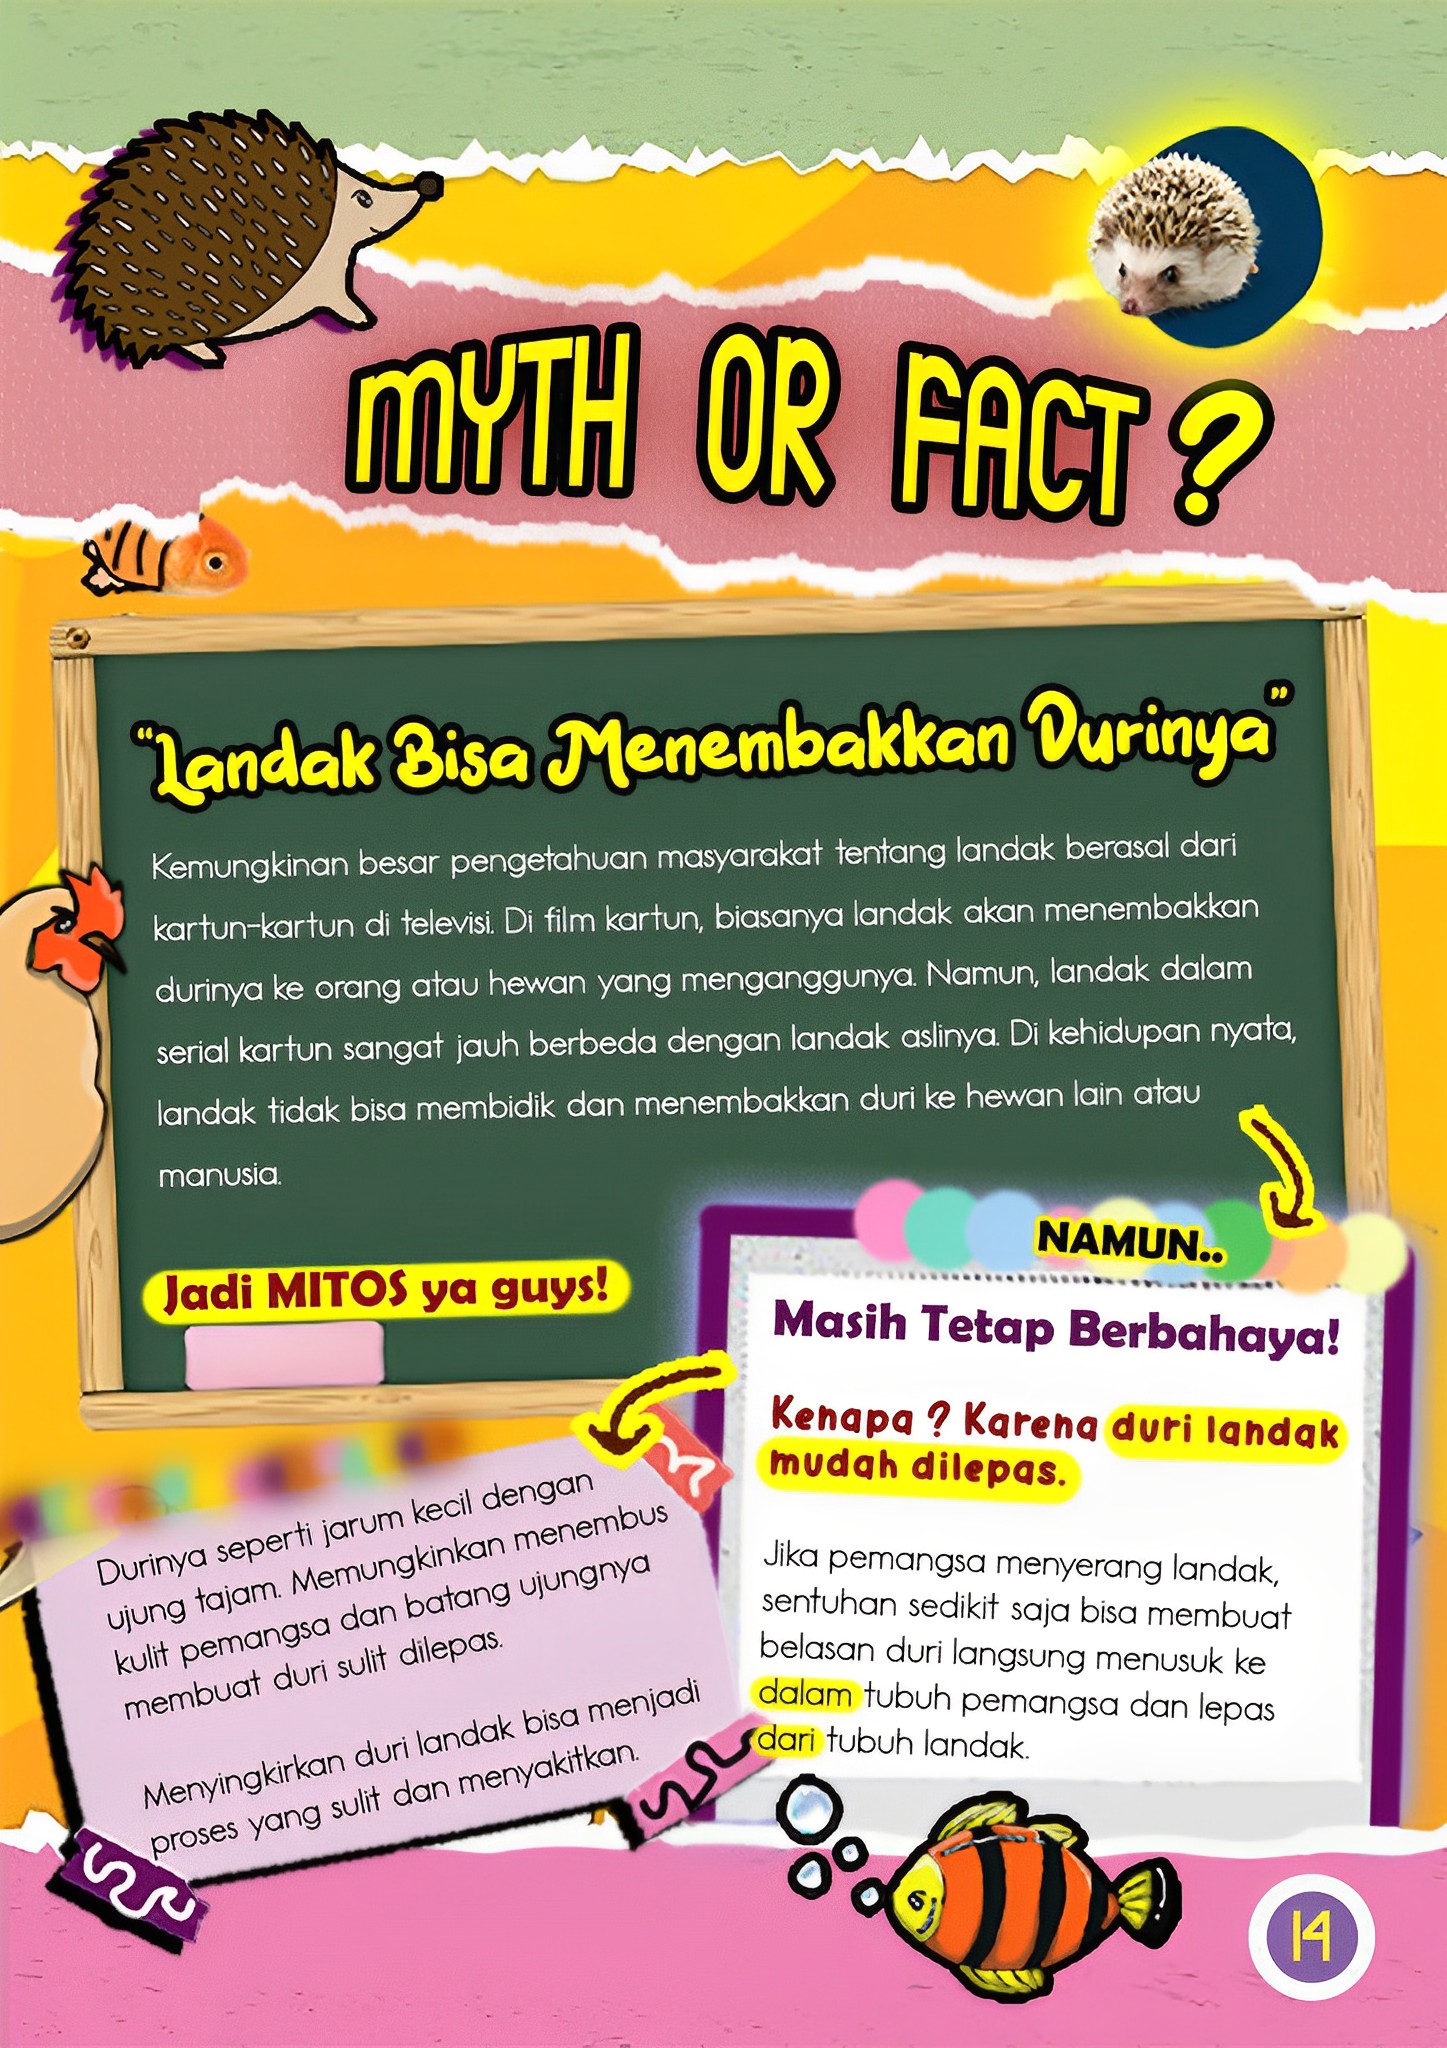 MYTH OR FACT?
"Landak Bisa Menembakkan Durinya"
Kemungkinan besar pengetahuan masyarakat tentang landak berasal dari
kartun-kartun di televisi. Di film kartun, biasanya landak akan menembakkan
durinya ke orang atau hewan yang menganggunya. Namun, landak dalam
serial kartun sangat jauh berbeda dengan landak aslinya. Di kehidupan nyata,
landak tidak bisa membidik dan menembakkan duri ke hewan lain atau
manusia.
Jadi MITOS ya guys!
NAMUN..
Masih Tetap Berbahaya!
Kenapa ? Karena duri landak
mudah dilepas.
Jika pemangsa menyerang landak,
sentuhan sedikit saja bisa membuat
belasan duri langsung menusuk ke
dalam tubuh pemangsa dan lepas
dari tubuh landak.
Durinya seperti jarum kecil dengan
ujung tajam. Memungkinkan menembus
kulit pemangsa dan batang ujungnya
membuat duri sulit dilepas.
Menyingkirkan duri landak bisa menjadi
proses yang sulit dan menyakitkan.
14